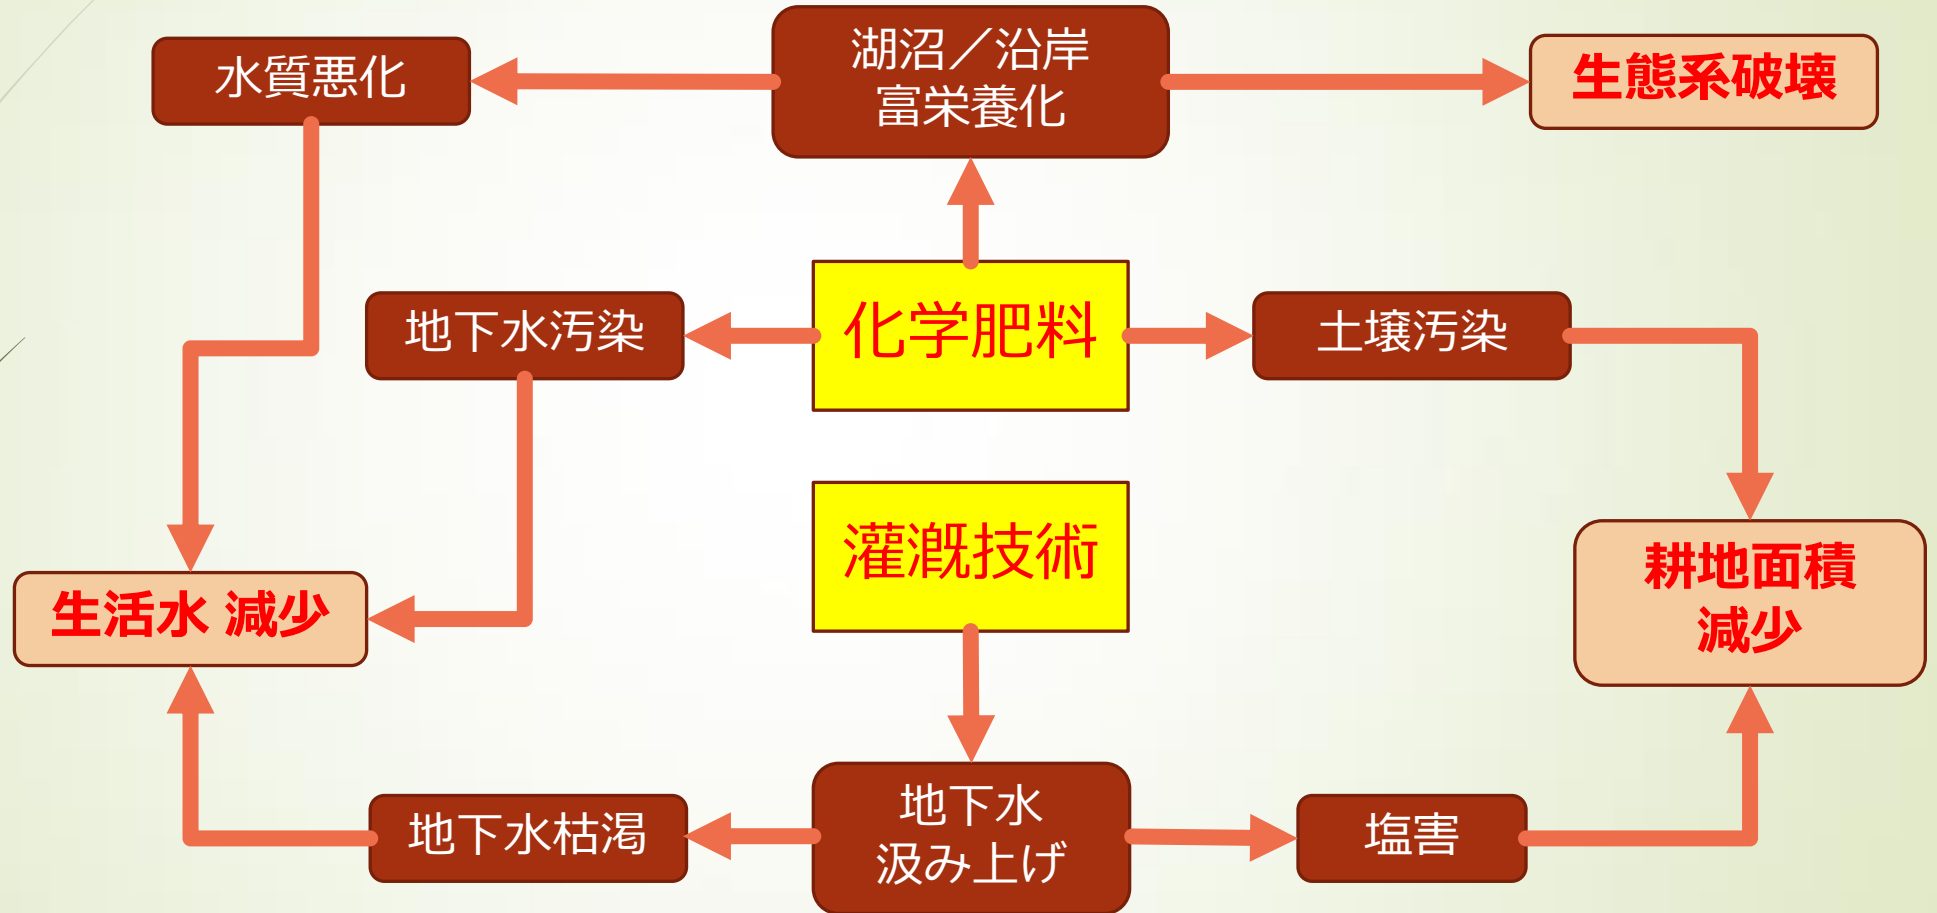 水質悪化
湖沼／沿岸
富栄養化
生態系破壊
地下水汚染
化学肥料
土壌汚染
灌漑技術
生活水 減少
耕地面積
減少
地下水枯渇
地下水
汲み上げ
塩害